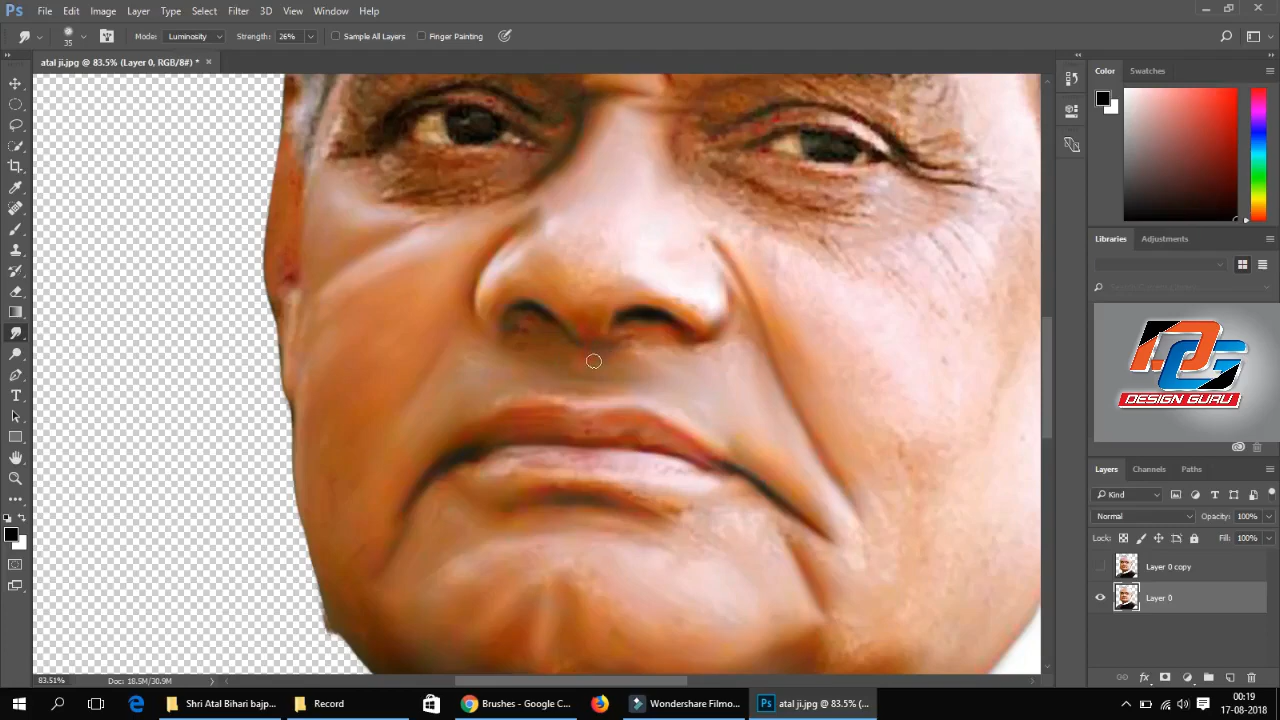 Ps File Edit Image Layer Type Select Filter 3D View Window Help
35 Mode: Luminosity Strength: 26% Sample All Layers Finger Painting
atal ji.jpg @ 83.5% (Layer 0, RGB/8#) *
Color Swatches
Libraries Adjustments
DESIGN GURU
Layers Channels Paths
Kind
Normal Opacity: 100%
Lock: Fill: 100%
Layer 0 copy
Layer 0
83.51% Doc: 18.5M/30.9M
Shri Atal Bihari bajp... Record Brushes - Google C... Wondershare Filmo... atal ji.jpg @ 83.5% (... 00:19
17-08-2018